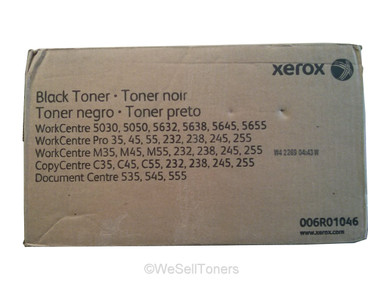 xerox
Black Toner · Toner noir
Toner negro · Toner preto
WorkCentre 5030, 5050, 5632, 5638, 5645, 5655
WorkCentre Pro 35, 45, 55, 232, 238, 245, 255
WorkCentre M35, M45, M55, 232, 238, 245, 255
CopyCentre C35, C45, C55, 232, 238, 245, 255
Document Centre 535, 545, 555
006R01046
www.xerox.com
©WeSellToners